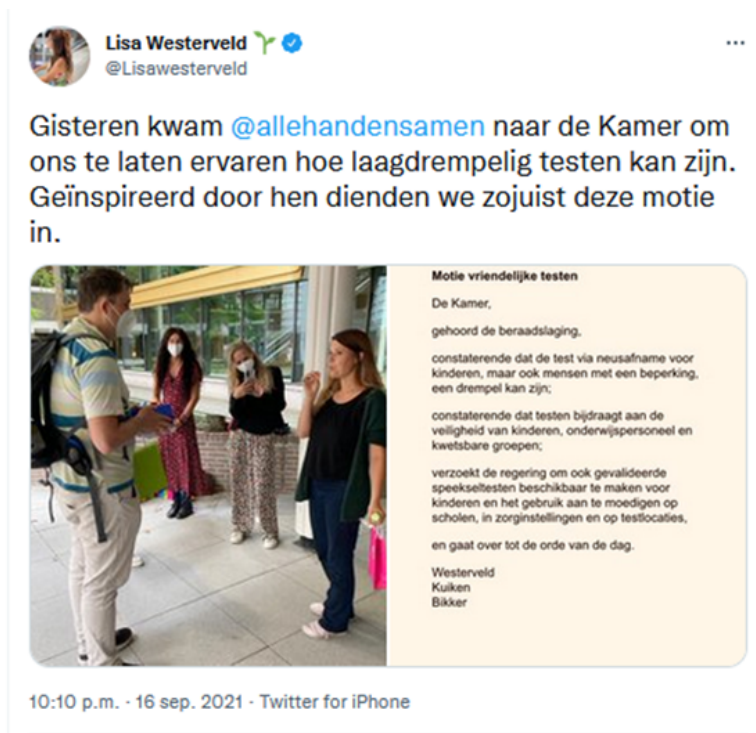 Lisa Westerveld
@Lisawesterveld
Gisteren kwam @allehandensamen naar de Kamer om
ons te laten ervaren hoe laagdrempelig testen kan zijn.
Geïnspireerd door hen dienden we zojuist deze motie
in.
Motie vriendelijke testen
De Kamer,
gehoord de beraadslaging,
constaterende dat de test via neusafname voor
kinderen, maar ook mensen met een beperking,
een drempel kan zijn;
constaterende dat testen bijdraagt aan de
veiligheid van kinderen, onderwijspersoneel en
kwetsbare groepen;
verzoekt de regering om ook gevalideerde
speekseltesten beschikbaar te maken voor
kinderen en het gebruik aan te moedigen op
scholen, in zorginstellingen en op testlocaties,
en gaat over tot de orde van de dag.
Westerveld
Kuiken
Bikker
10:10 p.m. · 16 sep. 2021 · Twitter for iPhone